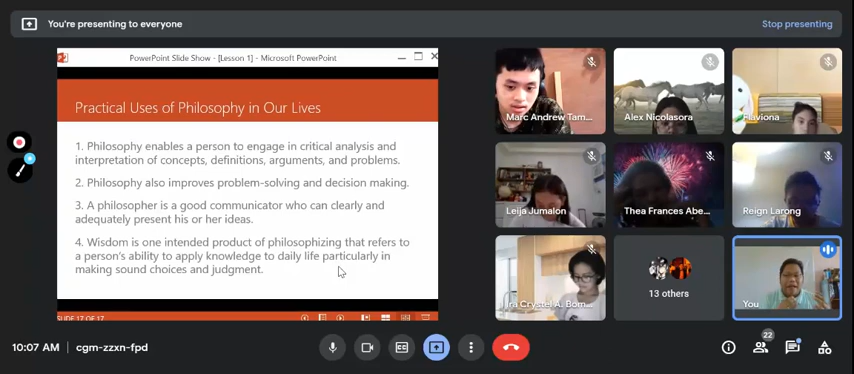 You're presenting to everyone
Stop presenting
PowerPoint Slide Show - [Lesson 1] - Microsoft PowerPoint
Practical Uses of Philosophy in Our Lives
1. Philosophy enables a person to engage in critical analysis and
interpretation of concepts, definitions, arguments, and problems.
2. Philosophy also improves problem-solving and decision making.
3. A philosopher is a good communicator who can clearly and
adequately present his or her ideas.
4. Wisdom is one intended product of philosophizing that refers to
a person's ability to apply knowledge to daily life particularly in
making sound choices and judgment.
SLIDE 17 OF 17
Marc Andrew Tam...
Alex Nicolasora
Flaviona
Leija Jumalon
Thea Frances Abe...
Reign Larong
Ira Crystel A. Bom...
13 others
You
10:07 AM | cgm-zzxn-fpd
CC
22